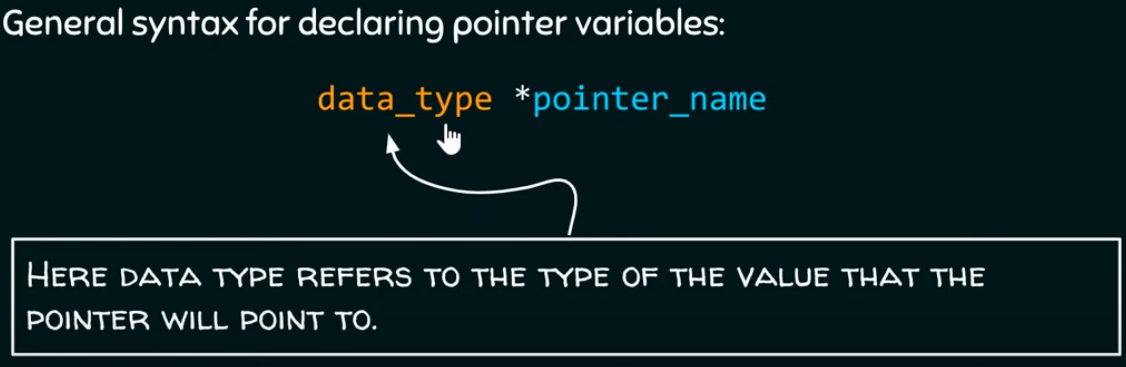 General syntax for declaring pointer variables:
data_type *pointer_name
Here data type refers to the type of the value that the
pointer will point to.